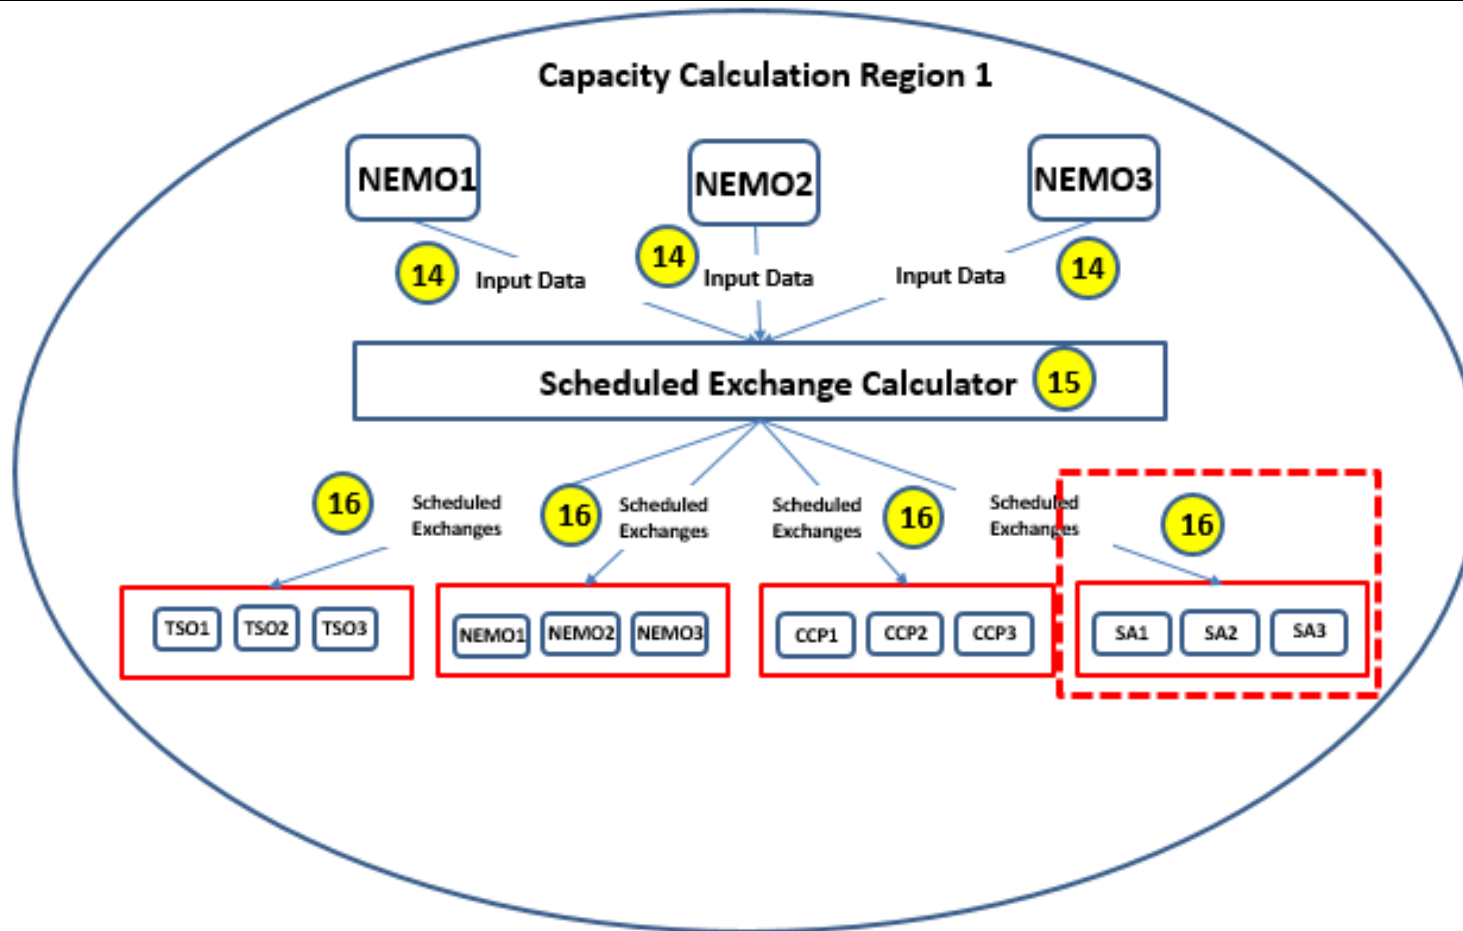 Capacity Calculation Region 1
NEMO1
NEMO2
NEMO3
14
Input Data
14
Input Data
Input Data
14
Scheduled Exchange Calculator
15
16
Scheduled
Exchanges
16
Scheduled
Exchanges
Scheduled
Exchanges
16
Scheduled
Exchanges
16
TSO1
TSO2
TSO3
NEMO1
NEMO2
NEMO3
CCP1
CCP2
CCP3
SA1
SA2
SA3